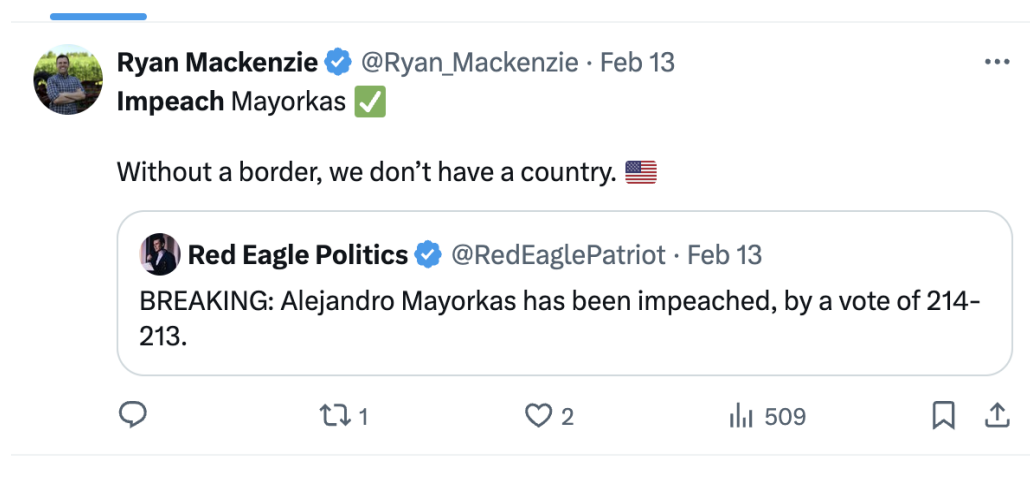 Ryan Mackenzie @Ryan_Mackenzie · Feb 13
Impeach Mayorkas ✅
Without a border, we don’t have a country. 🇺🇸
Red Eagle Politics @RedEaglePatriot · Feb 13
BREAKING: Alejandro Mayorkas has been impeached, by a vote of 214-
213.
1 2 509